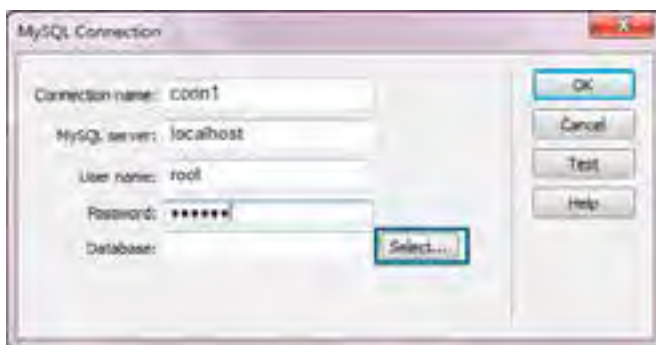 MySQL Connection
Connection name: conn1
MySQL server: localhost
User name: root
Password: ••••••
Database:
Select...
OK
Cancel
Test
Help